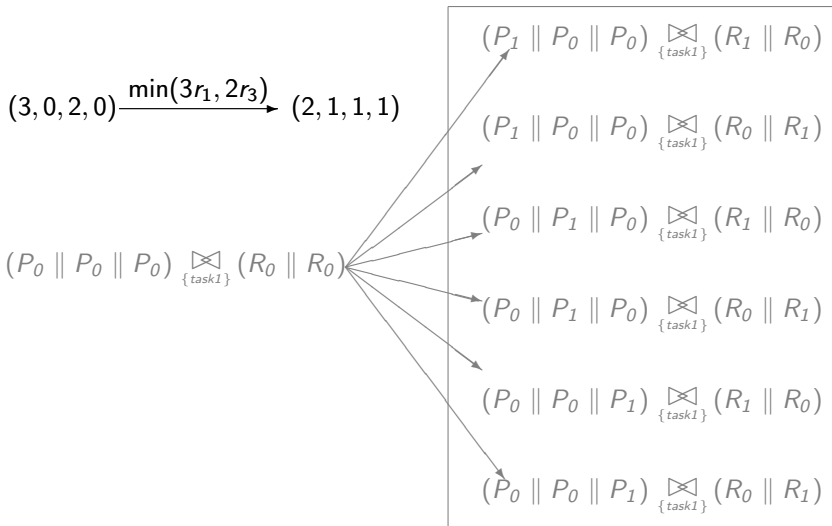 (P₁ ∥ P₀ ∥ P₀) ⋈ (R₁ ∥ R₀)
{task1}
min(3r₁, 2r₃)
(3, 0, 2, 0) → (2, 1, 1, 1)
(P₁ ∥ P₀ ∥ P₀) ⋈ (R₀ ∥ R₁)
{task1}
(P₀ ∥ P₁ ∥ P₀) ⋈ (R₁ ∥ R₀)
{task1}
(P₀ ∥ P₀ ∥ P₀) ⋈ (R₀ ∥ R₀)
{task1}
(P₀ ∥ P₁ ∥ P₀) ⋈ (R₀ ∥ R₁)
{task1}
(P₀ ∥ P₀ ∥ P₁) ⋈ (R₁ ∥ R₀)
{task1}
(P₀ ∥ P₀ ∥ P₁) ⋈ (R₀ ∥ R₁)
{task1}